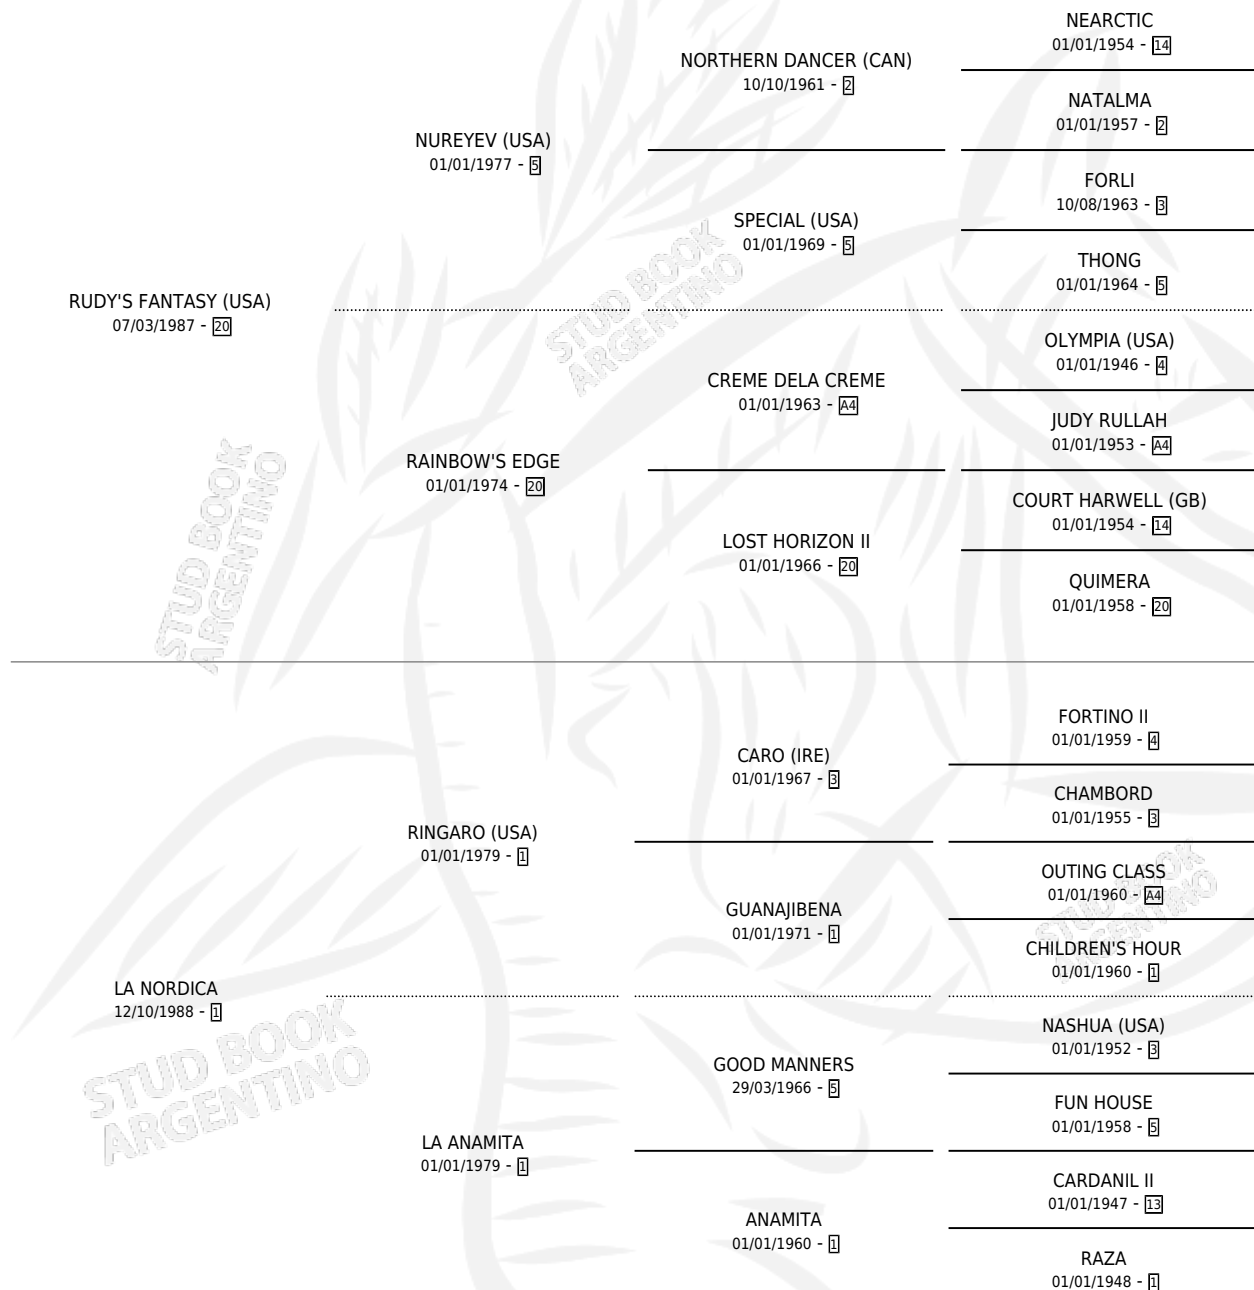 NEARCTIC
01/01/1954 - 14
NORTHERN DANCER (CAN)
10/10/1961 - 2
NATALMA
01/01/1957 - 2
NUREYEV (USA)
01/01/1977 - 5
FORLI
10/08/1963 - 3
SPECIAL (USA)
01/01/1969 - 5
THONG
01/01/1964 - 5
RUDY'S FANTASY (USA)
07/03/1987 - 20
STUD BOOK
ARGENTINO
OLYMPIA (USA)
01/01/1946 - 4
CREME DELA CREME
01/01/1963 - A4
JUDY RULLAH
01/01/1953 - A4
RAINBOW'S EDGE
01/01/1974 - 20
COURT HARWELL (GB)
01/01/1954 - 14
LOST HORIZON II
01/01/1966 - 20
QUIMERA
01/01/1958 - 20
STUD BOOK
ARGENTINO
FORTINO II
01/01/1959 - 4
CARO (IRE)
01/01/1967 - 3
CHAMBORD
01/01/1955 - 3
RINGARO (USA)
01/01/1979 - 1
OUTING CLASS
01/01/1960 - A4
STUD BOOK
ARGENTINO
GUANAJIBENA
01/01/1971 - 1
CHILDREN'S HOUR
01/01/1960 - 1
LA NORDICA
12/10/1988 - 1
STUD BOOK
ARGENTINO
NASHUA (USA)
01/01/1952 - 3
GOOD MANNERS
29/03/1966 - 5
FUN HOUSE
01/01/1958 - 5
LA ANAMITA
01/01/1979 - 1
CARDANIL II
01/01/1947 - 13
ANAMITA
01/01/1960 - 1
RAZA
01/01/1948 - 1